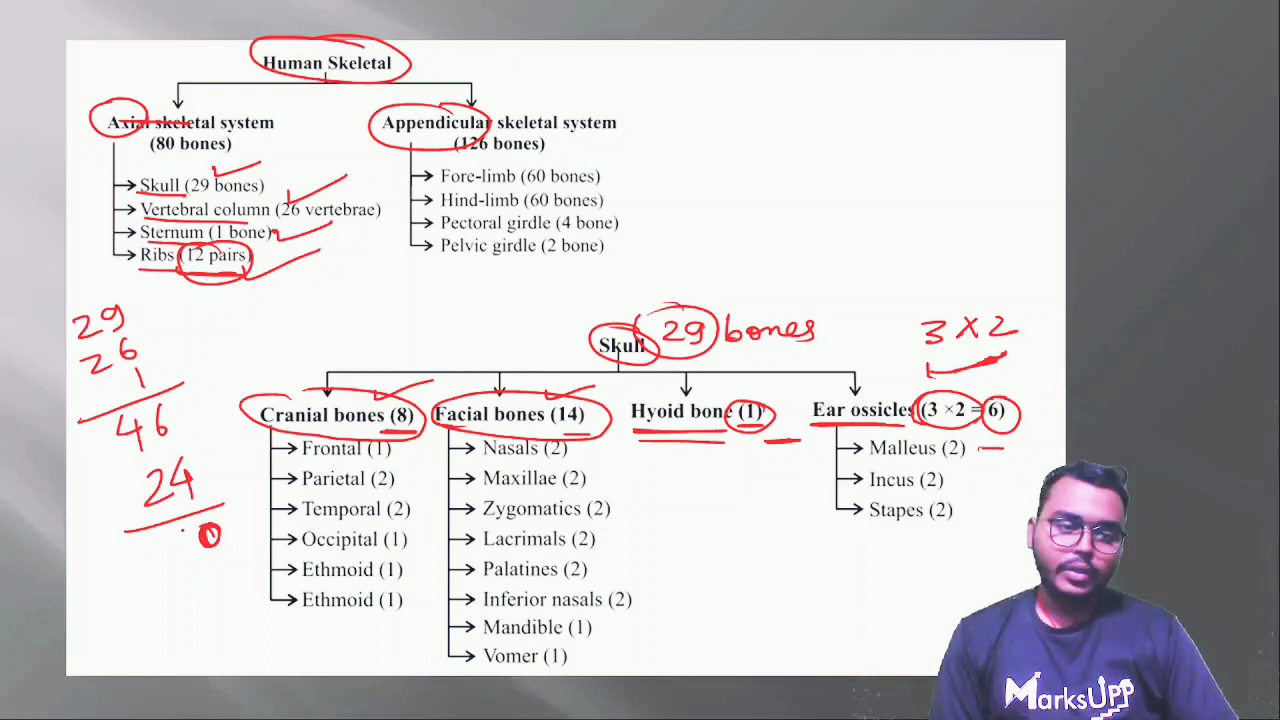 Human Skeletal
Axial skeletal system
(80 bones)
Skull (29 bones)
Vertebral column (26 vertebrae)
Sternum (1 bone)
Ribs (12 pairs)
Appendicular skeletal system
(126 bones)
Fore-limb (60 bones)
Hind-limb (60 bones)
Pectoral girdle (4 bone)
Pelvic girdle (2 bone)
29
26
1
46
24
0
Skull (29) bones
3 × 2
Cranial bones (8)
Frontal (1)
Parietal (2)
Temporal (2)
Occipital (1)
Ethmoid (1)
Ethmoid (1)
Facial bones (14)
Nasals (2)
Maxillae (2)
Zygomatics (2)
Lacrimals (2)
Palatines (2)
Inferior nasals (2)
Mandible (1)
Vomer (1)
Hyoid bone (1)
Ear ossicles (3 ×2 = 6)
Malleus (2)
Incus (2)
Stapes (2)
MarksUPP